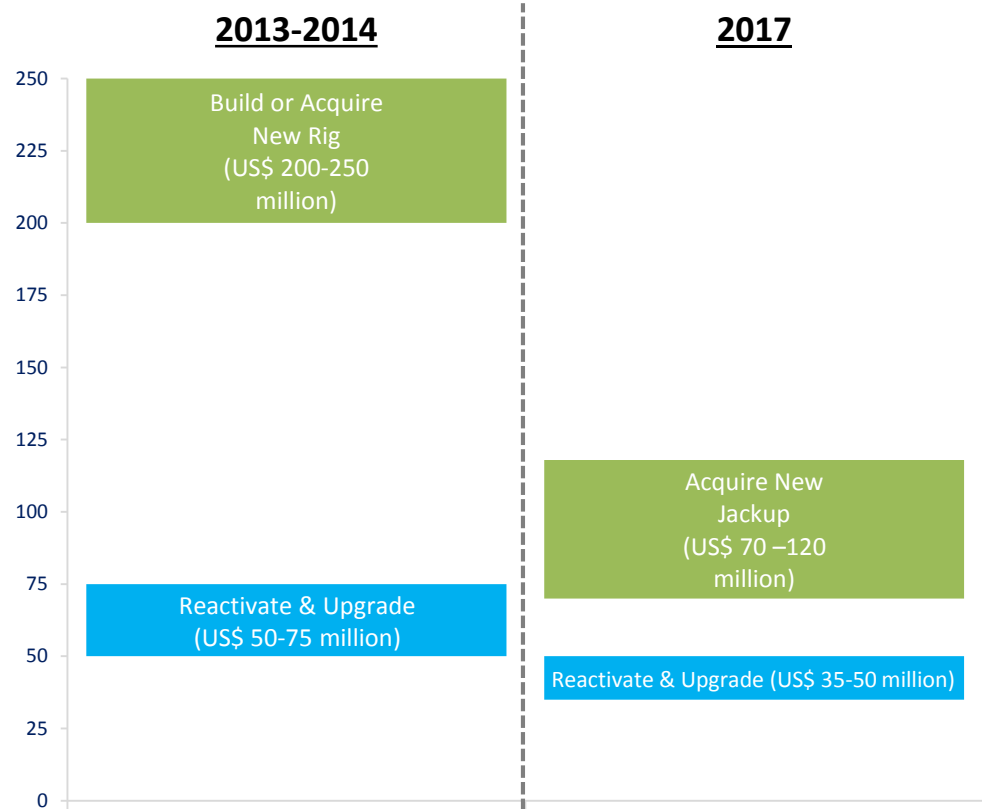 2013-2014
2017
250
225
200
175
150
125
100
75
50
25
0
Build or Acquire
New Rig
(US$ 200-250
million)
Reactivate & Upgrade
(US$ 50-75 million)
Acquire New
Jackup
(US$ 70 –120
million)
Reactivate & Upgrade (US$ 35-50 million)